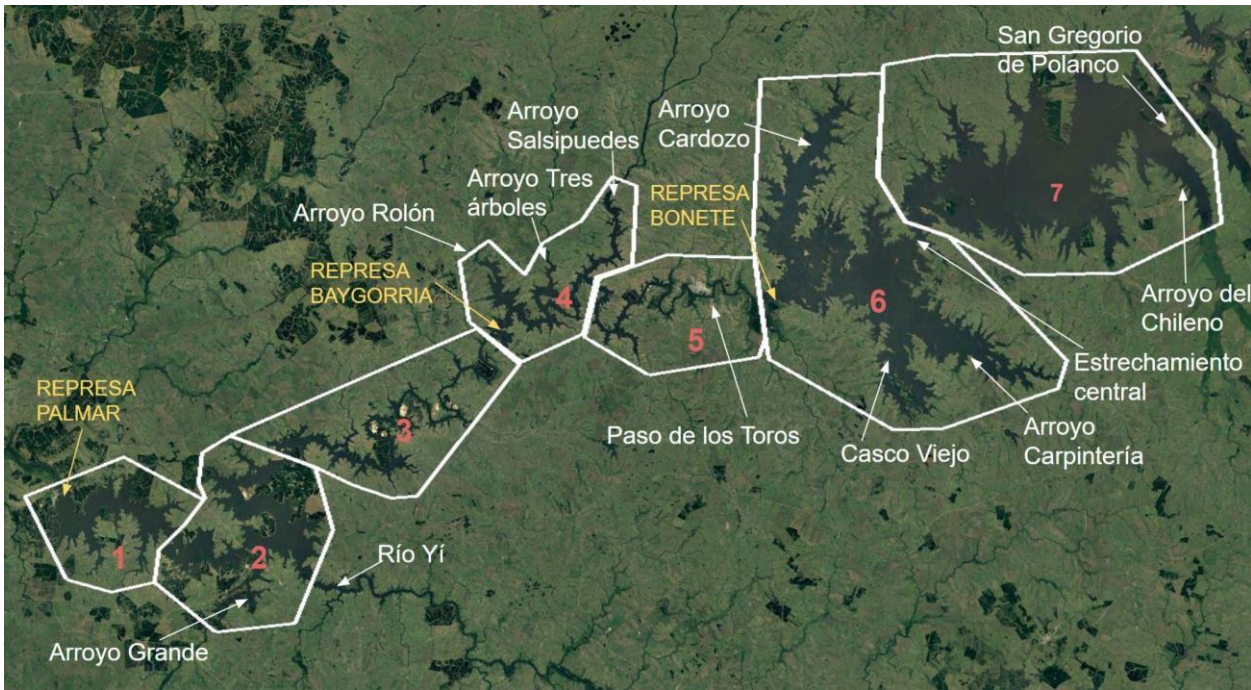 San Gregorio
de Polanco
Arroyo
Salsipuedes
Arroyo
Cardozo
Arroyo Tres
árboles
REPRESA
BONETE
7
Arroyo Rolón
REPRESA
BAYGORRIA
4
6
Arroyo del
Chileno
5
Estrechamiento
central
REPRESA
PALMAR
3
Paso de los Toros
Casco Viejo
Arroyo
Carpintería
1
2
Río Yí
Arroyo Grande